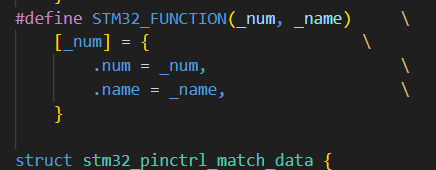 #define STM32_FUNCTION(_num, _name) \
[_num] = { \
.num = _num, \
.name = _name, \
}
struct stm32_pinctrl_match_data {